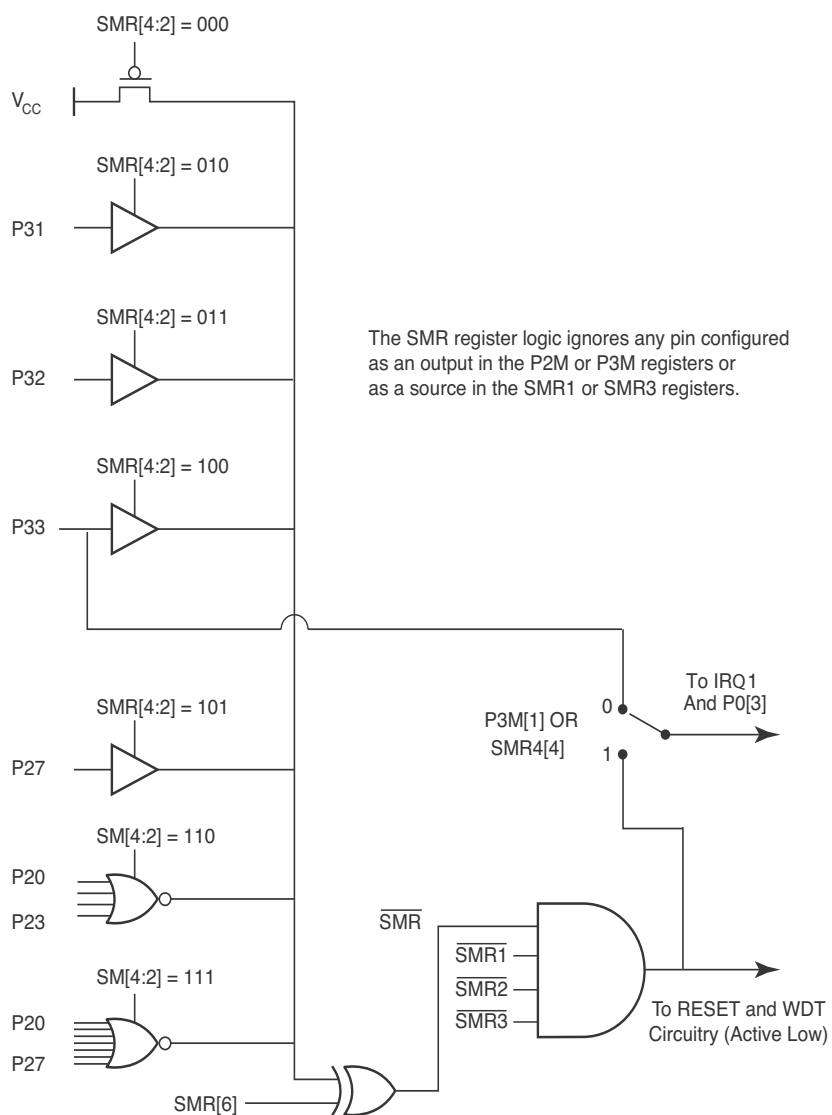 SMR[4:2] = 000
VCC
SMR[4:2] = 010
P31
SMR[4:2] = 011
P32
The SMR register logic ignores any pin configured
as an output in the P2M or P3M registers or
as a source in the SMR1 or SMR3 registers.
SMR[4:2] = 100
P33
To IRQ1
And P0[3]
0
P3M[1] OR
SMR4[4]
1
SMR[4:2] = 101
P27
SM[4:2] = 110
P20
P23
SMR
SMR1
SMR2
SMR3
SM[4:2] = 111
P20
P27
To RESET and WDT
Circuitry (Active Low)
SMR[6]